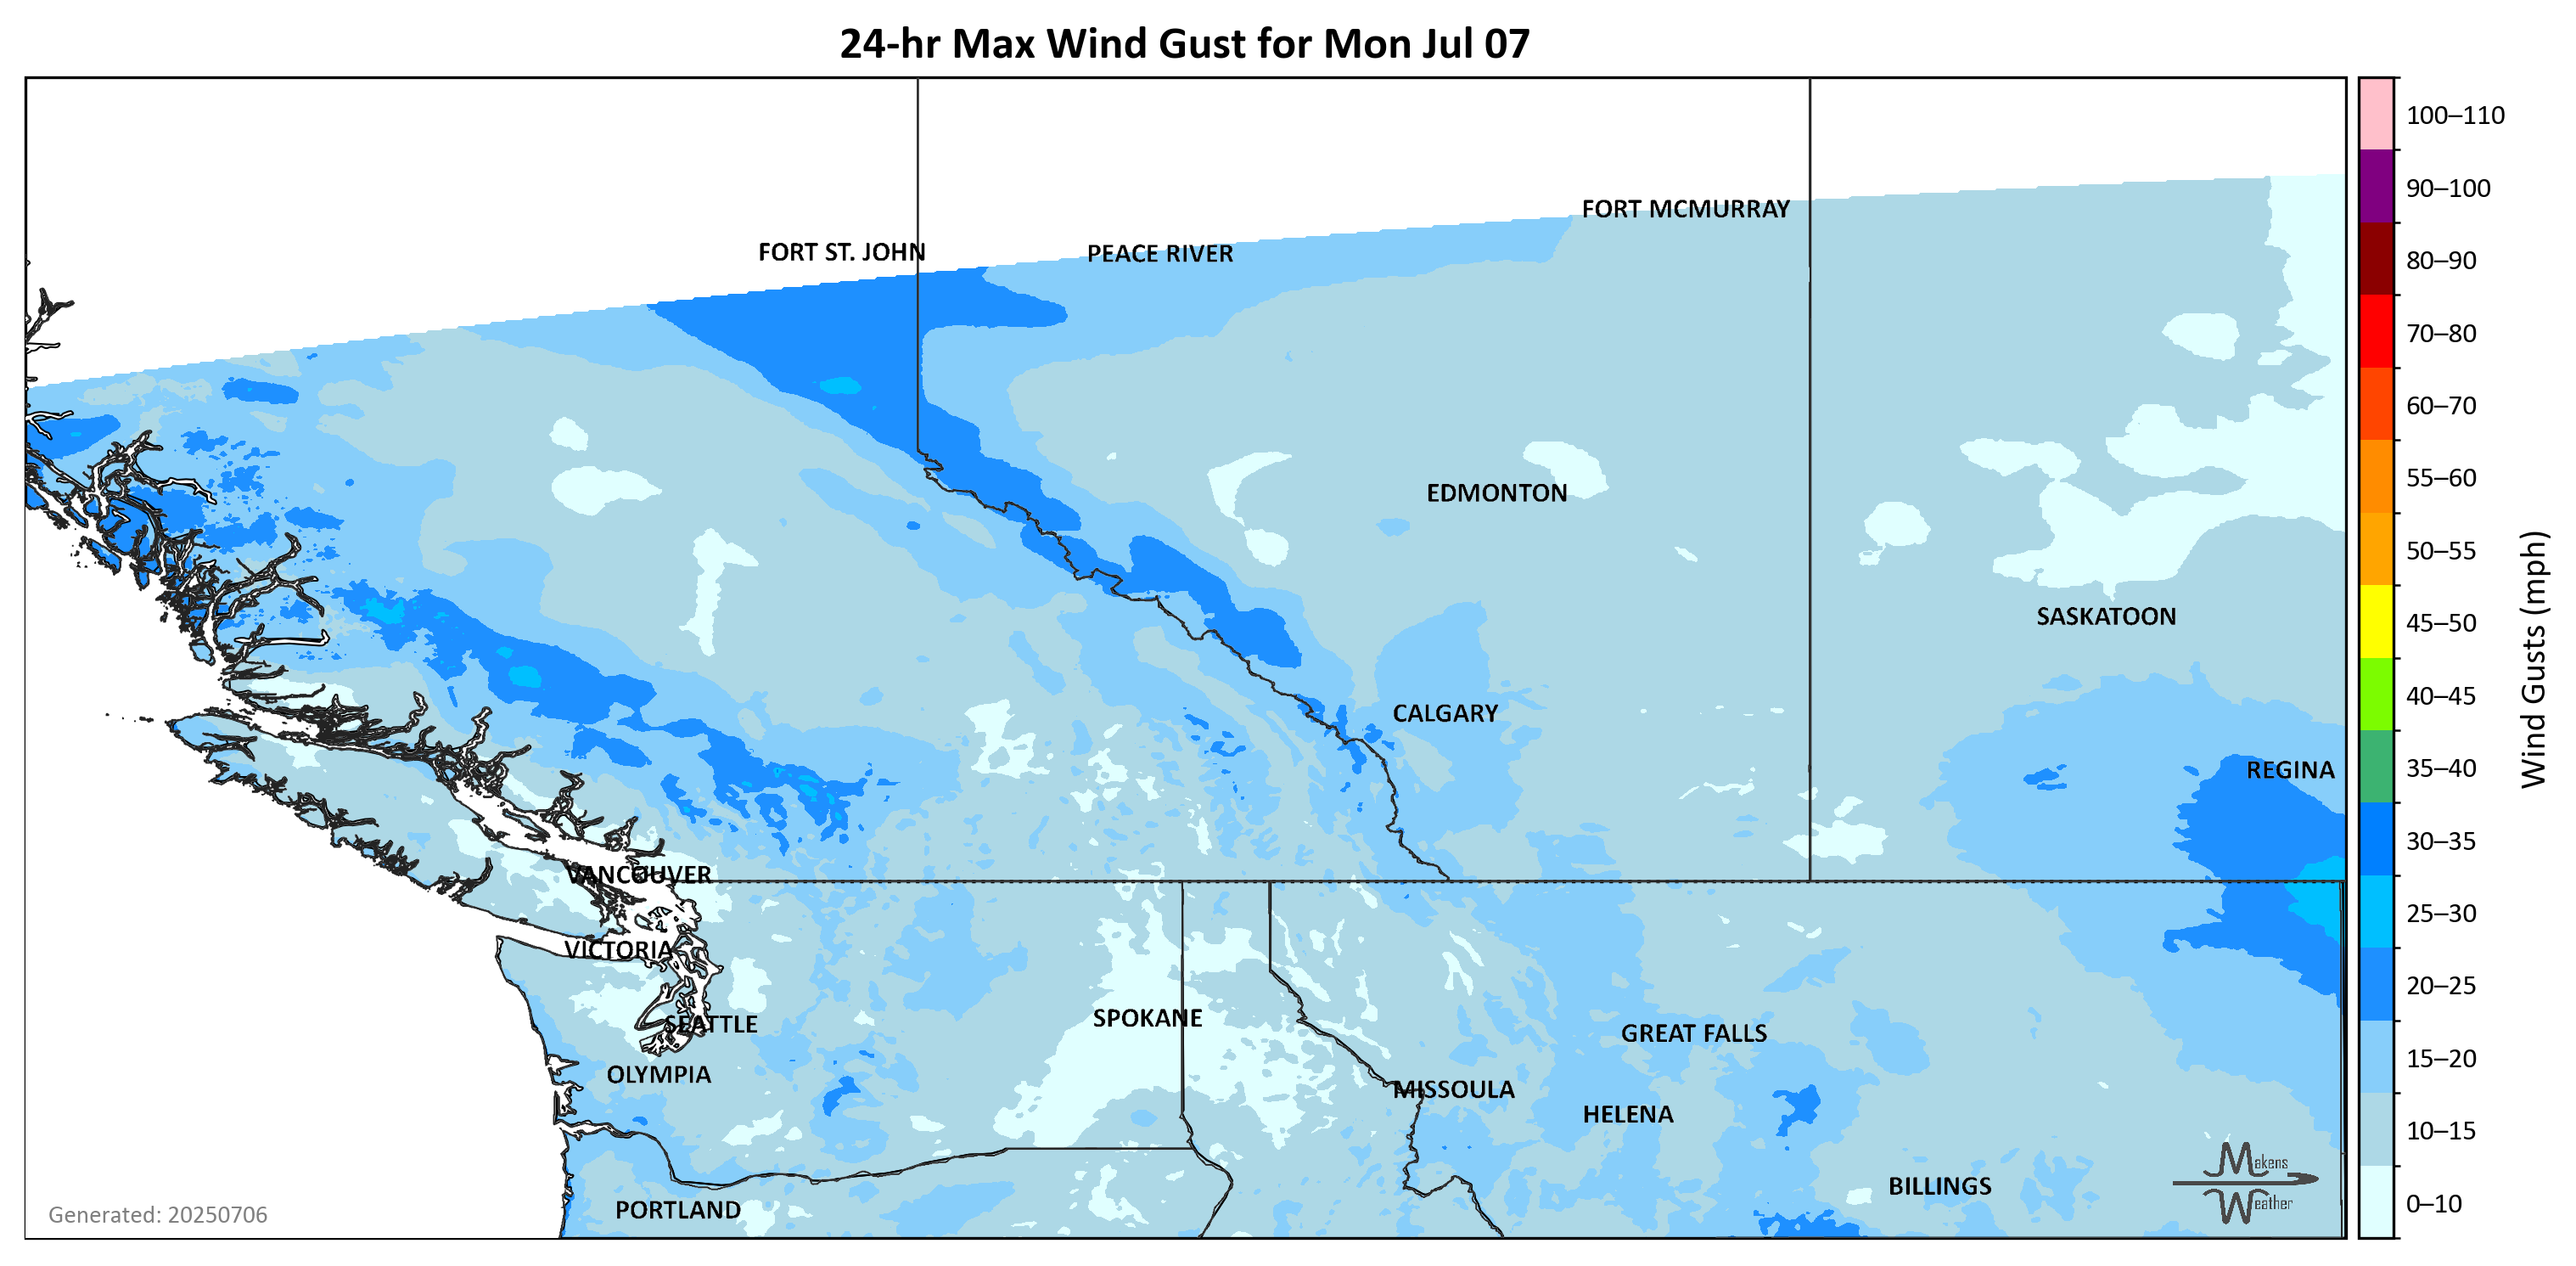 24-hr Max Wind Gust for Mon Jul 07
100–110
90–100
80–90
70–80
60–70
55–60
50–55
45–50
40–45
35–40
30–35
25–30
20–25
15–20
10–15
0–10
Wind Gusts (mph)
FORT MCMURRAY
FORT ST. JOHN
PEACE RIVER
EDMONTON
SASKATOON
CALGARY
REGINA
VANCOUVER
VICTORIA
SPOKANE
SEATTLE
GREAT FALLS
OLYMPIA
MISSOULA
HELENA
BILLINGS
PORTLAND
Makens
Weather
Generated: 20250706